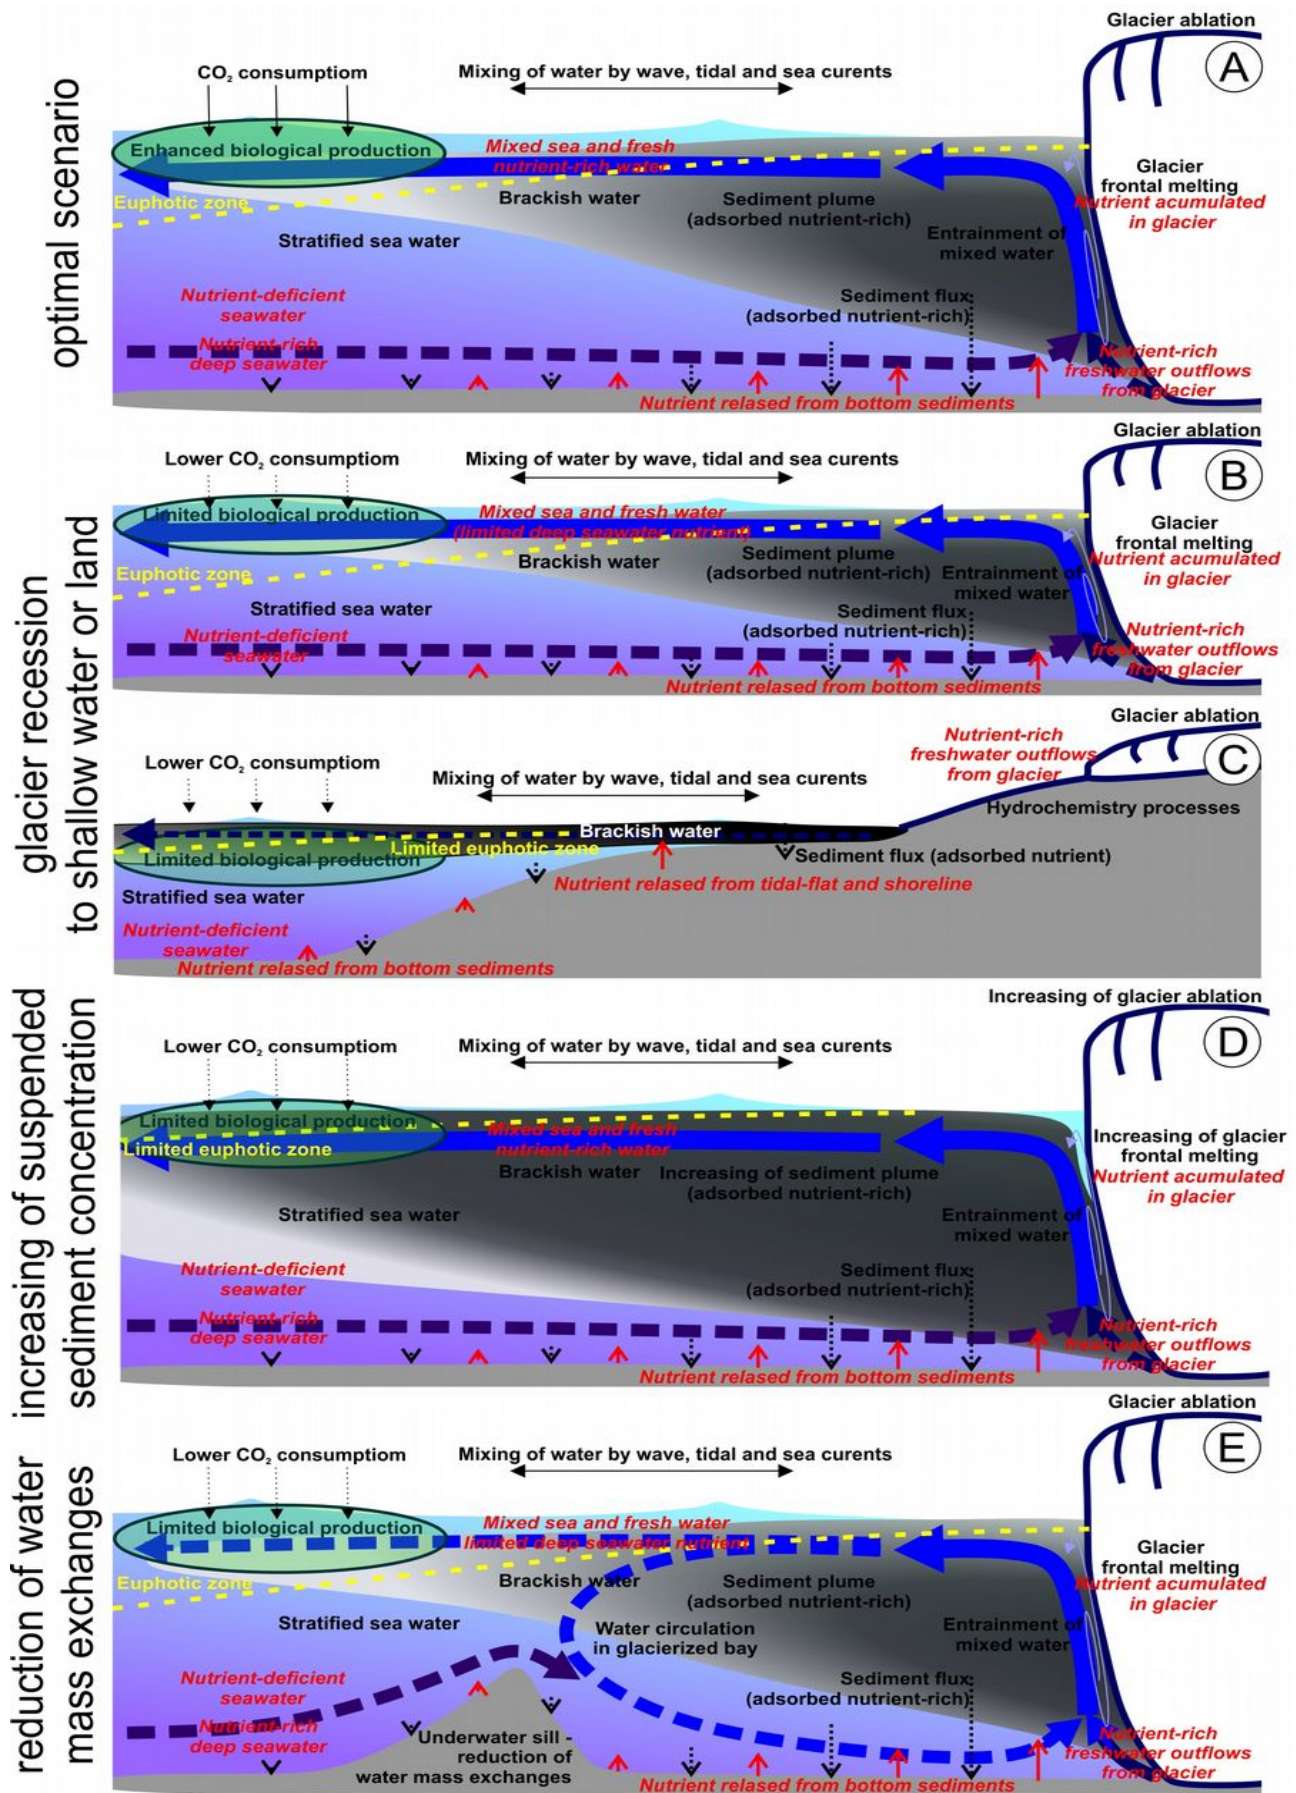 optimal scenario
Glacier ablation
A
CO₂ consumptiom
Mixing of water by wave, tidal and sea curents
Enhanced biological production
Mixed sea and fresh
nutrient-rich water
Glacier
frontal melting
Nutrient acumulated
in glacier
Euphotic zone
Brackish water
Sediment plume
(adsorbed nutrient-rich)
Stratified sea water
Entrainment of
mixed water
Nutrient-deficient
seawater
Sediment flux
(adsorbed nutrient-rich)
Nutrient-rich
deep seawater
Nutrient-rich
freshwater outflows
from glacier
Nutrient relased from bottom sediments
glacier recession
to shallow water or land
Glacier ablation
B
Lower CO₂ consumptiom
Mixing of water by wave, tidal and sea curents
Limited biological production
Mixed sea and fresh water
(limited deep seawater nutrient)
Glacier
frontal melting
Nutrient acumulated
in glacier
Euphotic zone
Brackish water
Sediment plume
(adsorbed nutrient-rich)
Entrainment of
mixed water
Stratified sea water
Sediment flux
(adsorbed nutrient-rich)
Nutrient-deficient
seawater
Nutrient-rich
freshwater outflows
from glacier
Nutrient relased from bottom sediments
Glacier ablation
C
Nutrient-rich
freshwater outflows
from glacier
Lower CO₂ consumptiom
Mixing of water by wave, tidal and sea curents
Hydrochemistry processes
Brackish water
Limited euphotic zone
Limited biological production
Sediment flux (adsorbed nutrient)
Nutrient relased from tidal-flat and shoreline
Stratified sea water
Nutrient-deficient
seawater
Nutrient relased from bottom sediments
increasing of suspended
sediment concentration
Increasing of glacier ablation
D
Lower CO₂ consumptiom
Mixing of water by wave, tidal and sea curents
Limited biological production
Limited euphotic zone
Mixed sea and fresh
nutrient-rich water
Increasing of glacier
frontal melting
Nutrient acumulated
in glacier
Brackish water
Increasing of sediment plume
(adsorbed nutrient-rich)
Stratified sea water
Entrainment of
mixed water
Nutrient-deficient
seawater
Sediment flux
(adsorbed nutrient-rich)
Nutrient-rich
deep seawater
Nutrient-rich
freshwater outflows
from glacier
Nutrient relased from bottom sediments
reduction of water
mass exchanges
Glacier ablation
E
Lower CO₂ consumptiom
Mixing of water by wave, tidal and sea curents
Limited biological production
Mixed sea and fresh water
limited deep seawater nutrient
Glacier
frontal melting
Nutrient acumulated
in glacier
Euphotic zone
Brackish water
Sediment plume
(adsorbed nutrient-rich)
Stratified sea water
Water circulation
in glacierized bay
Entrainment of
mixed water
Nutrient-deficient
seawater
Sediment flux
(adsorbed nutrient-rich)
Nutrient-rich
deep seawater
Underwater sill -
reduction of
water mass exchanges
Nutrient-rich
freshwater outflows
from glacier
Nutrient relased from bottom sediments